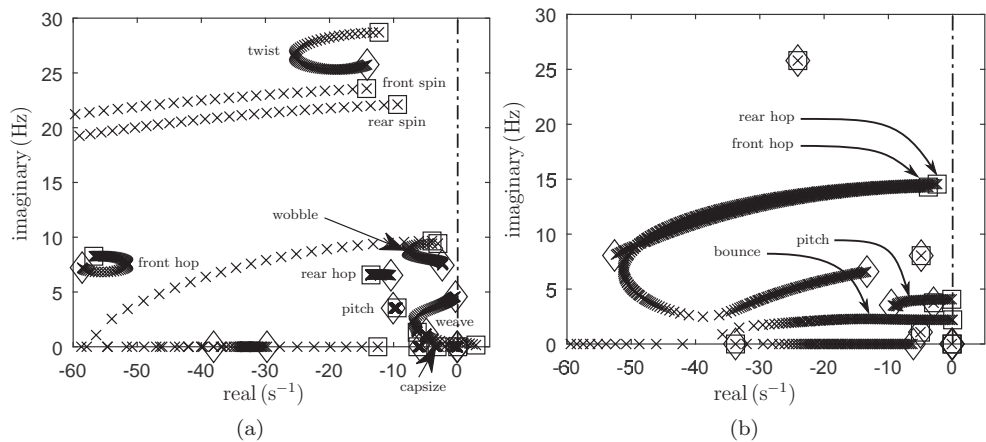 30
25
20
15
10
5
0
imaginary (Hz)
twist
front spin
rear spin
wobble
front hop
rear hop
pitch
weave
capsize
-60 -50 -40 -30 -20 -10 0
real (s⁻¹)
(a)
30
25
20
15
10
5
0
imaginary (Hz)
rear hop
front hop
pitch
bounce
-60 -50 -40 -30 -20 -10 0
real (s⁻¹)
(b)